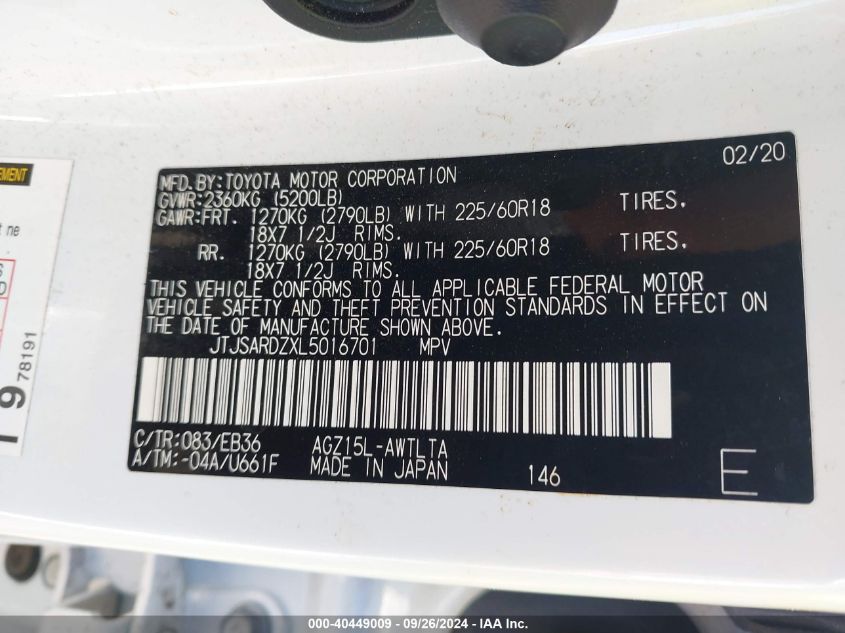 02/20
MFD.BY:TOYOTA MOTOR CORPORATION
GVWR:2360KG (5200LB)
GAWR:FRT. 1270KG (2790LB) WITH 225/60R18 TIRES.
18X7 1/2J RIMS.
RR. 1270KG (2790LB) WITH 225/60R18 TIRES.
18X7 1/2J RIMS.
THIS VEHICLE CONFORMS TO ALL APPLICABLE FEDERAL MOTOR
VEHICLE SAFETY AND THEFT PREVENTION STANDARDS IN EFFECT ON
THE DATE OF MANUFACTURE SHOWN ABOVE.
JTJSARDZXL5016701 MPV
C/TR:083/EB36 AGZ15L-AWTLTA
A/TM:-04A/U661F MADE IN JAPAN 146 E
78191
000-40449009 - 09/26/2024 - IAA Inc.